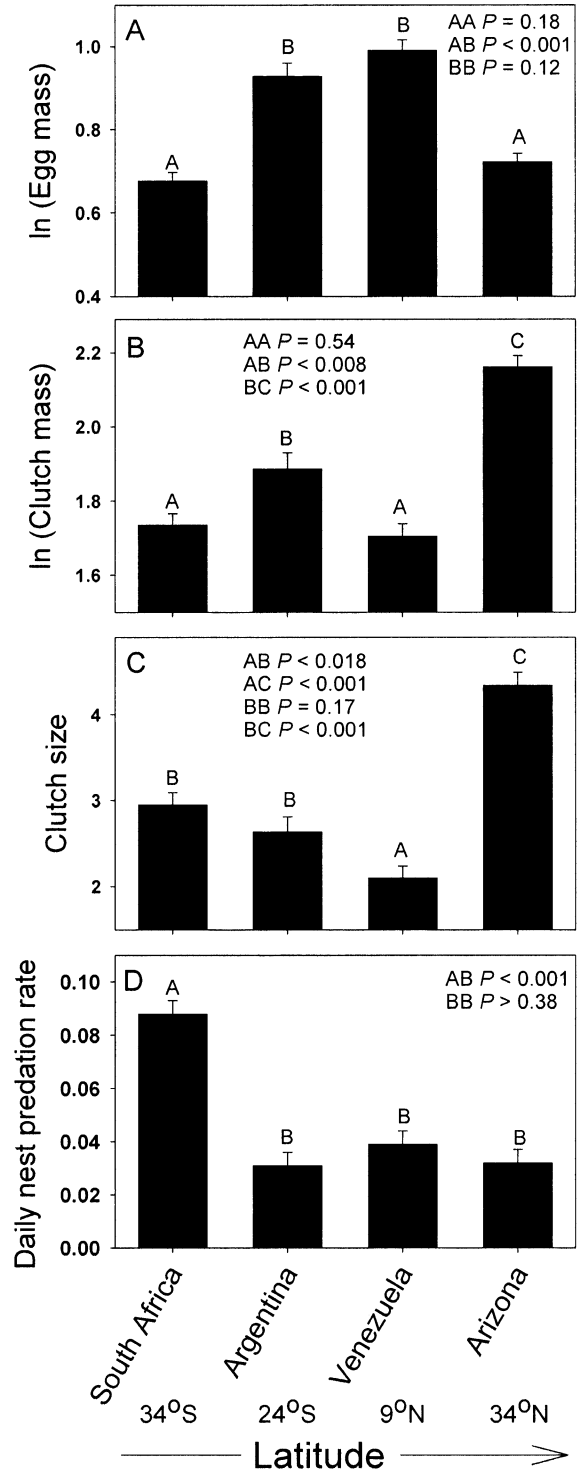 A
AA P = 0.18
AB P < 0.001
BB P = 0.12
ln (Egg mass)
1.0
0.8
0.6
0.4
A
B
B
A
B
AA P = 0.54
AB P < 0.008
BC P < 0.001
ln (Clutch mass)
2.2
2.0
1.8
1.6
A
B
A
C
C
AB P < 0.018
AC P < 0.001
BB P = 0.17
BC P < 0.001
Clutch size
4
3
2
B
B
A
C
D
AB P < 0.001
BB P > 0.38
Daily nest predation rate
0.10
0.08
0.06
0.04
0.02
0.00
A
B
B
B
South Africa
Argentina
Venezuela
Arizona
34ºS 24ºS 9ºN 34ºN
Latitude